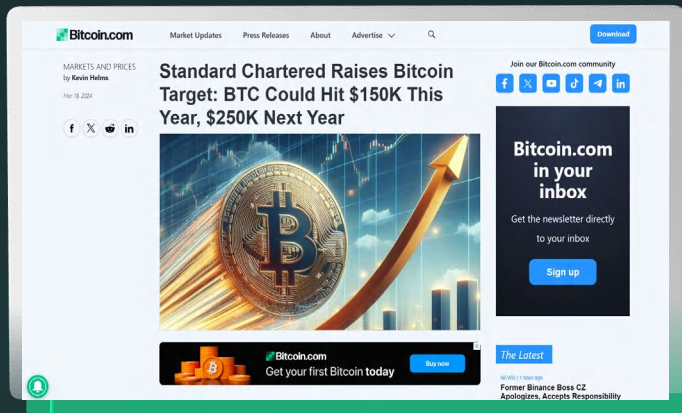 Bitcoin.com
Market Updates
Press Releases
About
Advertise
Download
MARKETS AND PRICES
by Kevin Helms
Mar 19, 2024
Standard Chartered Raises Bitcoin
Target: BTC Could Hit $150K This
Year, $250K Next Year
Join our Bitcoin.com community
Bitcoin.com
in your
inbox
Get the newsletter directly
to your inbox
Sign up
Bitcoin.com
Get your first Bitcoin today
Buy now
The Latest
NEWS | 1 hour ago
Former Binance Boss CZ
Apologizes, Accepts Responsibility